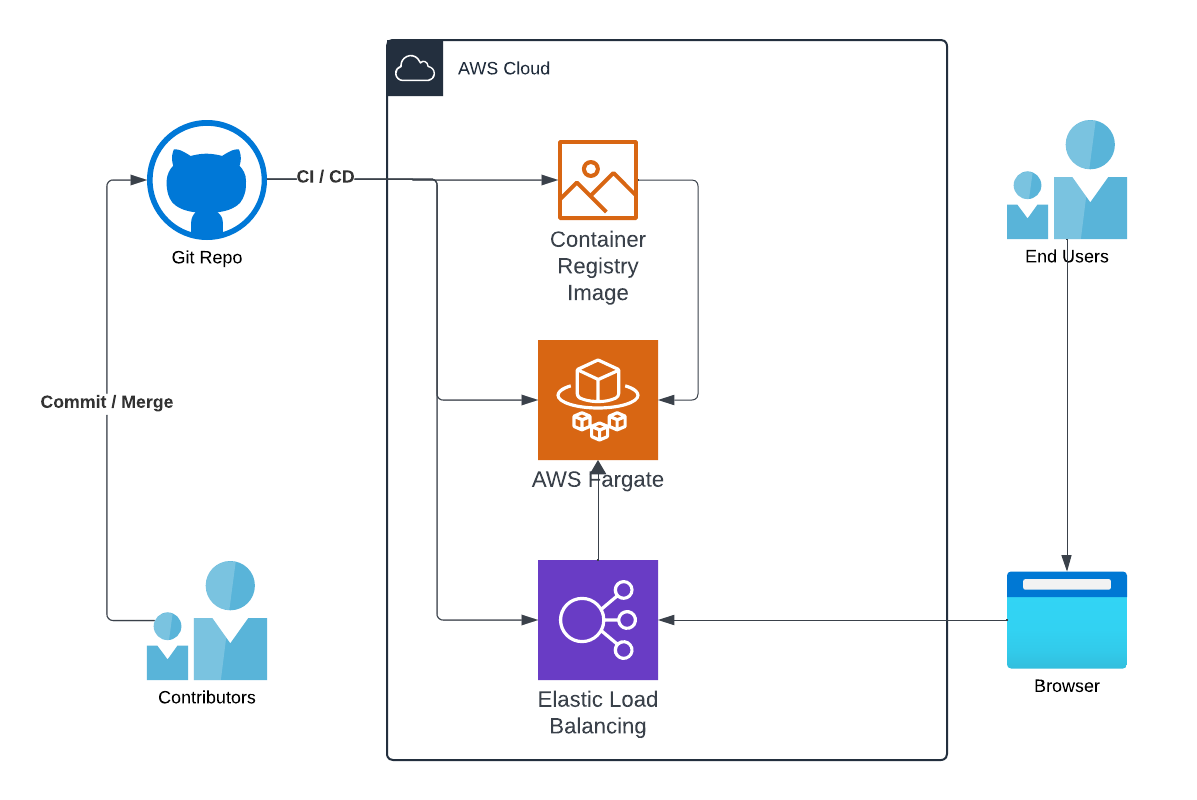 AWS Cloud
CI / CD
Git Repo
Container
Registry
Image
End Users
Commit / Merge
AWS Fargate
Contributors
Elastic Load
Balancing
Browser